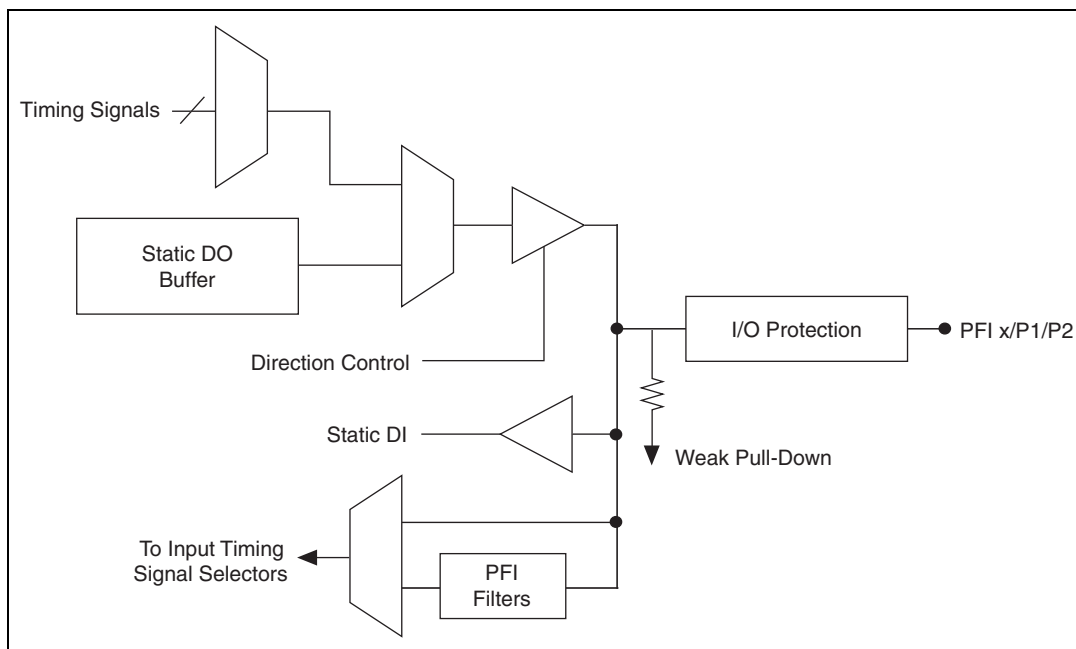 Timing Signals
Static DO
Buffer
I/O Protection
PFI x/P1/P2
Direction Control
Static DI
Weak Pull-Down
To Input Timing
Signal Selectors
PFI
Filters